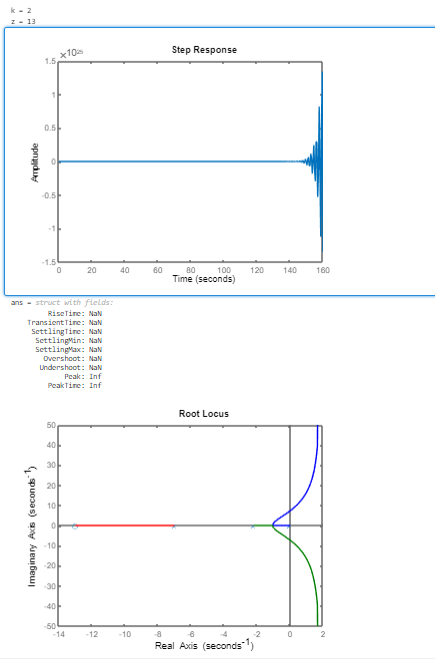 k = 2
z = 13
Step Response
×10²⁵
1.5
1
0.5
0
-0.5
-1
-1.5
Amplitude
0 20 40 60 80 100 120 140 160
Time (seconds)
ans = struct with fields:
RiseTime: NaN
TransientTime: NaN
SettlingTime: NaN
SettlingMin: NaN
SettlingMax: NaN
Overshoot: NaN
Undershoot: NaN
Peak: Inf
PeakTime: Inf
Root Locus
50
40
30
20
10
0
-10
-20
-30
-40
-50
Imaginary Axis (seconds⁻¹)
-14 -12 -10 -8 -6 -4 -2 0 2
Real Axis (seconds⁻¹)